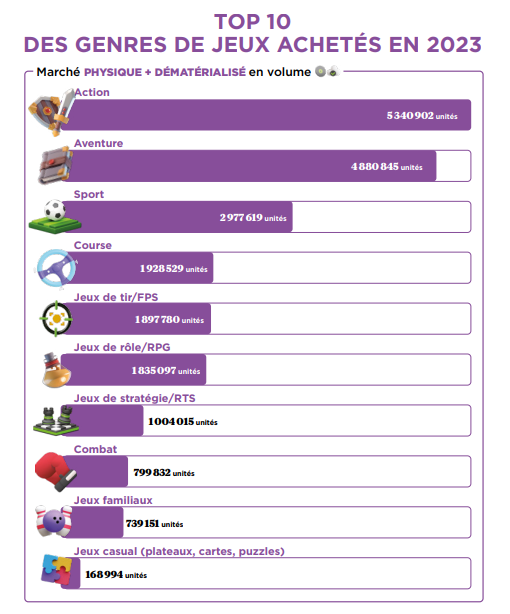 TOP 10
DES GENRES DE JEUX ACHETÉS EN 2023
Marché PHYSIQUE + DÉMATÉRIALISÉ en volume
Action
5 340 902 unités
Aventure
4 880 845 unités
Sport
2 977 619 unités
Course
1 928 529 unités
Jeux de tir/FPS
1 897 780 unités
Jeux de rôle/RPG
1 835 097 unités
Jeux de stratégie/RTS
1 004 015 unités
Combat
799 832 unités
Jeux familiaux
739 151 unités
Jeux casual (plateaux, cartes, puzzles)
168 994 unités